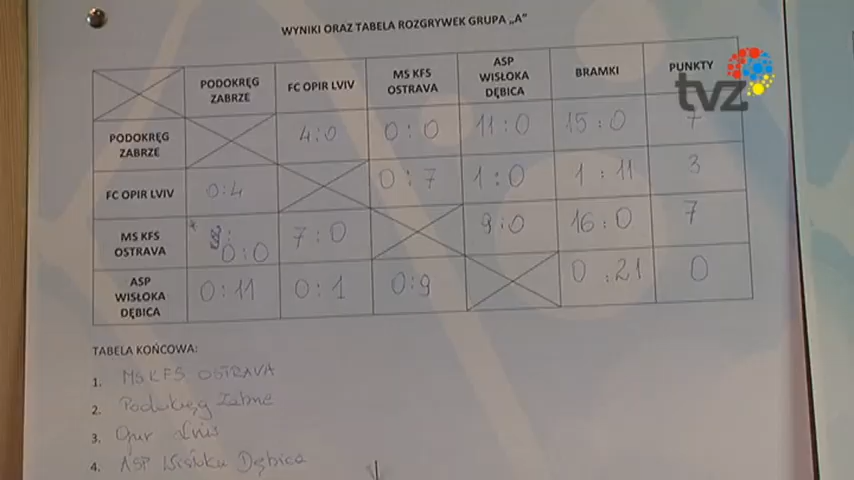 WYNIKI ORAZ TABELA ROZGRYWEK GRUPA „A”
tvz
PODOKRĘG ZABRZE FC OPIR LVIV MS KFS OSTRAVA ASP WISŁOKA DĘBICA BRAMKI PUNKTY
PODOKRĘG ZABRZE 4:0 0:0 11:0 15:0 7
FC OPIR LVIV 0:4 0:7 1:0 1:11 3
MS KFS OSTRAVA 0:0 7:0 9:0 16:0 7
ASP WISŁOKA DĘBICA 0:11 0:1 0:9 0:21 0
TABELA KOŃCOWA:
1. MS KFS OSTRAVA
2. Podokręg Zabrze
3. Opir Lviv
4. ASP Wisłoka Dębica